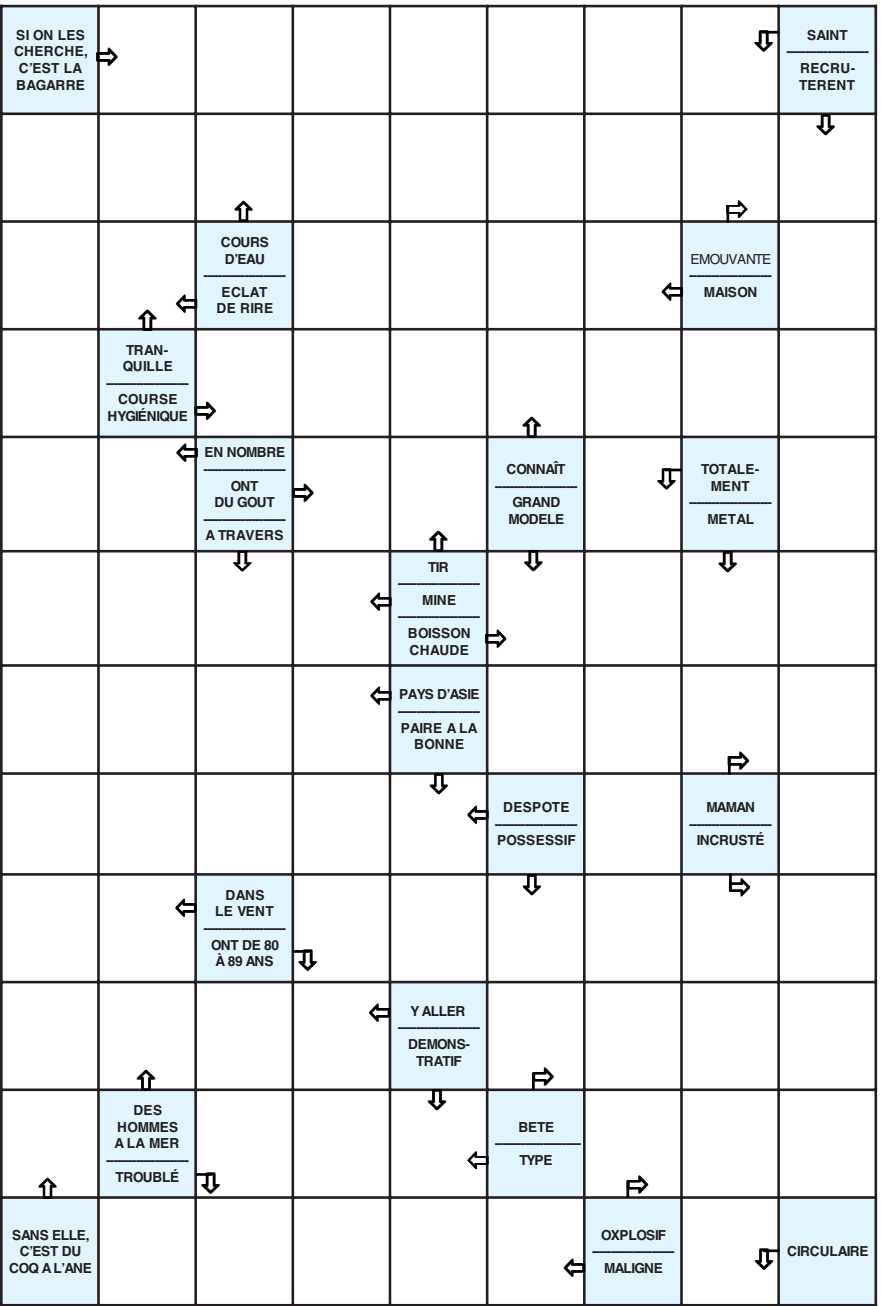 SI ON LES
CHERCHE,
C'EST LA
BAGARRE
SAINT
RECRU-
TERENT
COURS
D'EAU
ECLAT
DE RIRE
EMOUVANTE
MAISON
TRAN-
QUILLE
COURSE
HYGIÉNIQUE
EN NOMBRE
ONT
DU GOUT
A TRAVERS
CONNAÎT
GRAND
MODELE
TOTALE-
MENT
METAL
TIR
MINE
BOISSON
CHAUDE
PAYS D'ASIE
PAIRE A LA
BONNE
DESPOTE
POSSESSIF
MAMAN
INCRUSTÉ
DANS
LE VENT
ONT DE 80
À 89 ANS
Y ALLER
DEMONS-
TRATIF
DES
HOMMES
A LA MER
TROUBLÉ
BETE
TYPE
SANS ELLE,
C'EST DU
COQ A L'ANE
OXPLOSIF
MALIGNE
CIRCULAIRE